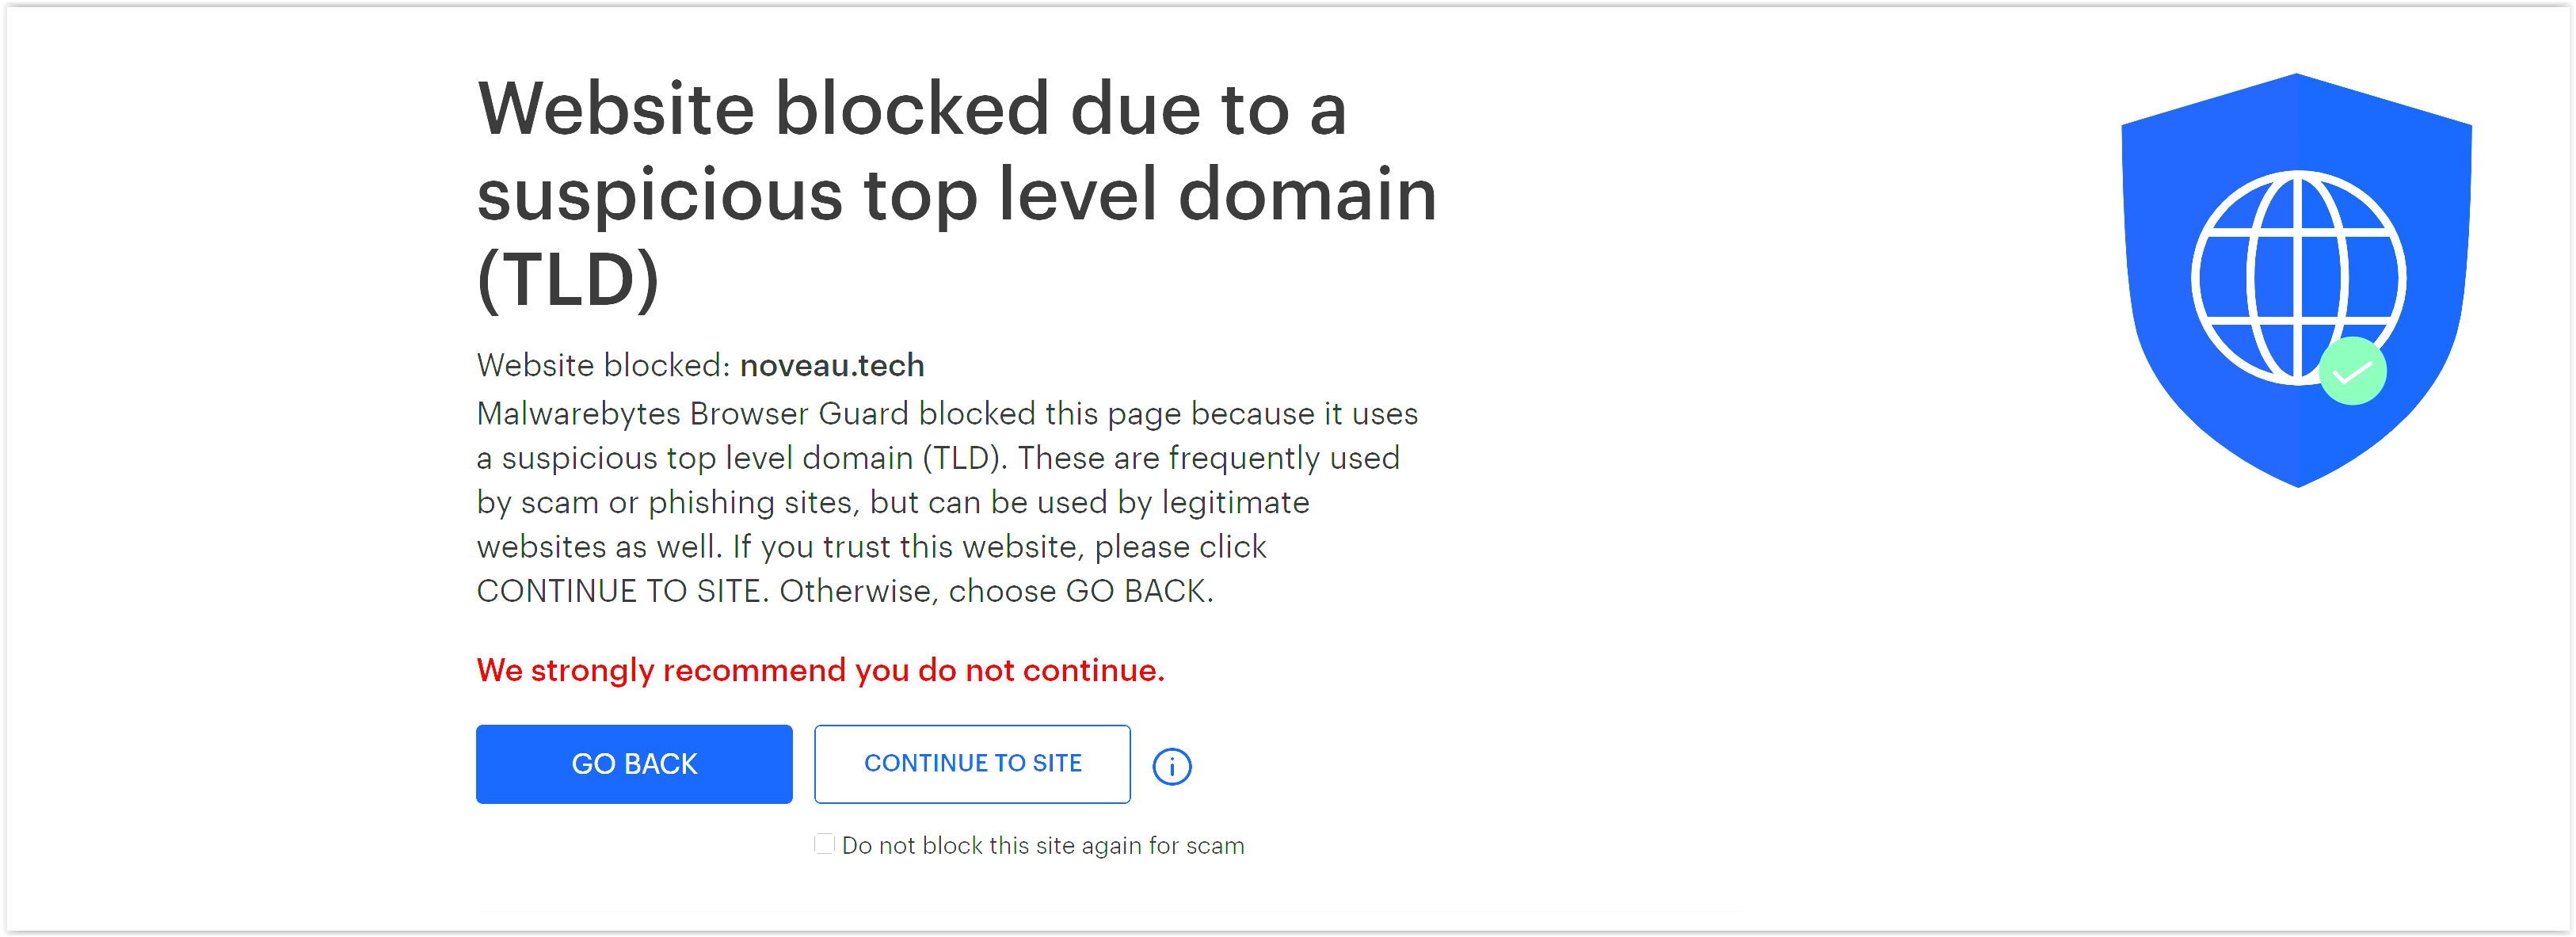 Website blocked due to a
suspicious top level domain
(TLD)
Website blocked: noveau.tech
Malwarebytes Browser Guard blocked this page because it uses
a suspicious top level domain (TLD). These are frequently used
by scam or phishing sites, but can be used by legitimate
websites as well. If you trust this website, please click
CONTINUE TO SITE. Otherwise, choose GO BACK.
We strongly recommend you do not continue.
GO BACK
CONTINUE TO SITE
Do not block this site again for scam